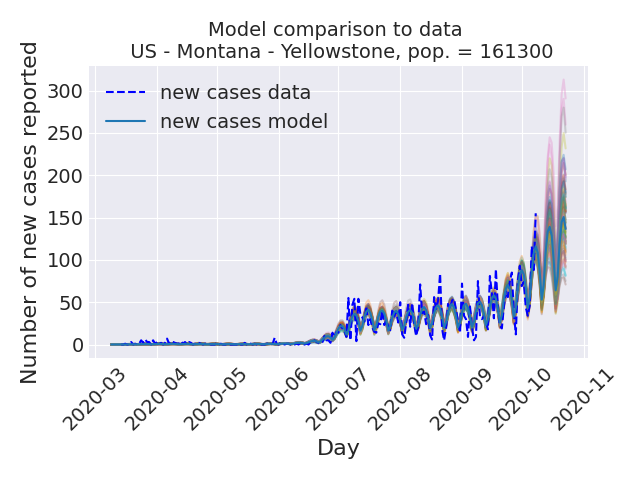 Model comparison to data
US - Montana - Yellowstone, pop. = 161300
new cases data
new cases model
Number of new cases reported
300
250
200
150
100
50
0
2020-03
2020-04
2020-05
2020-06
2020-07
2020-08
2020-09
2020-10
2020-11
Day